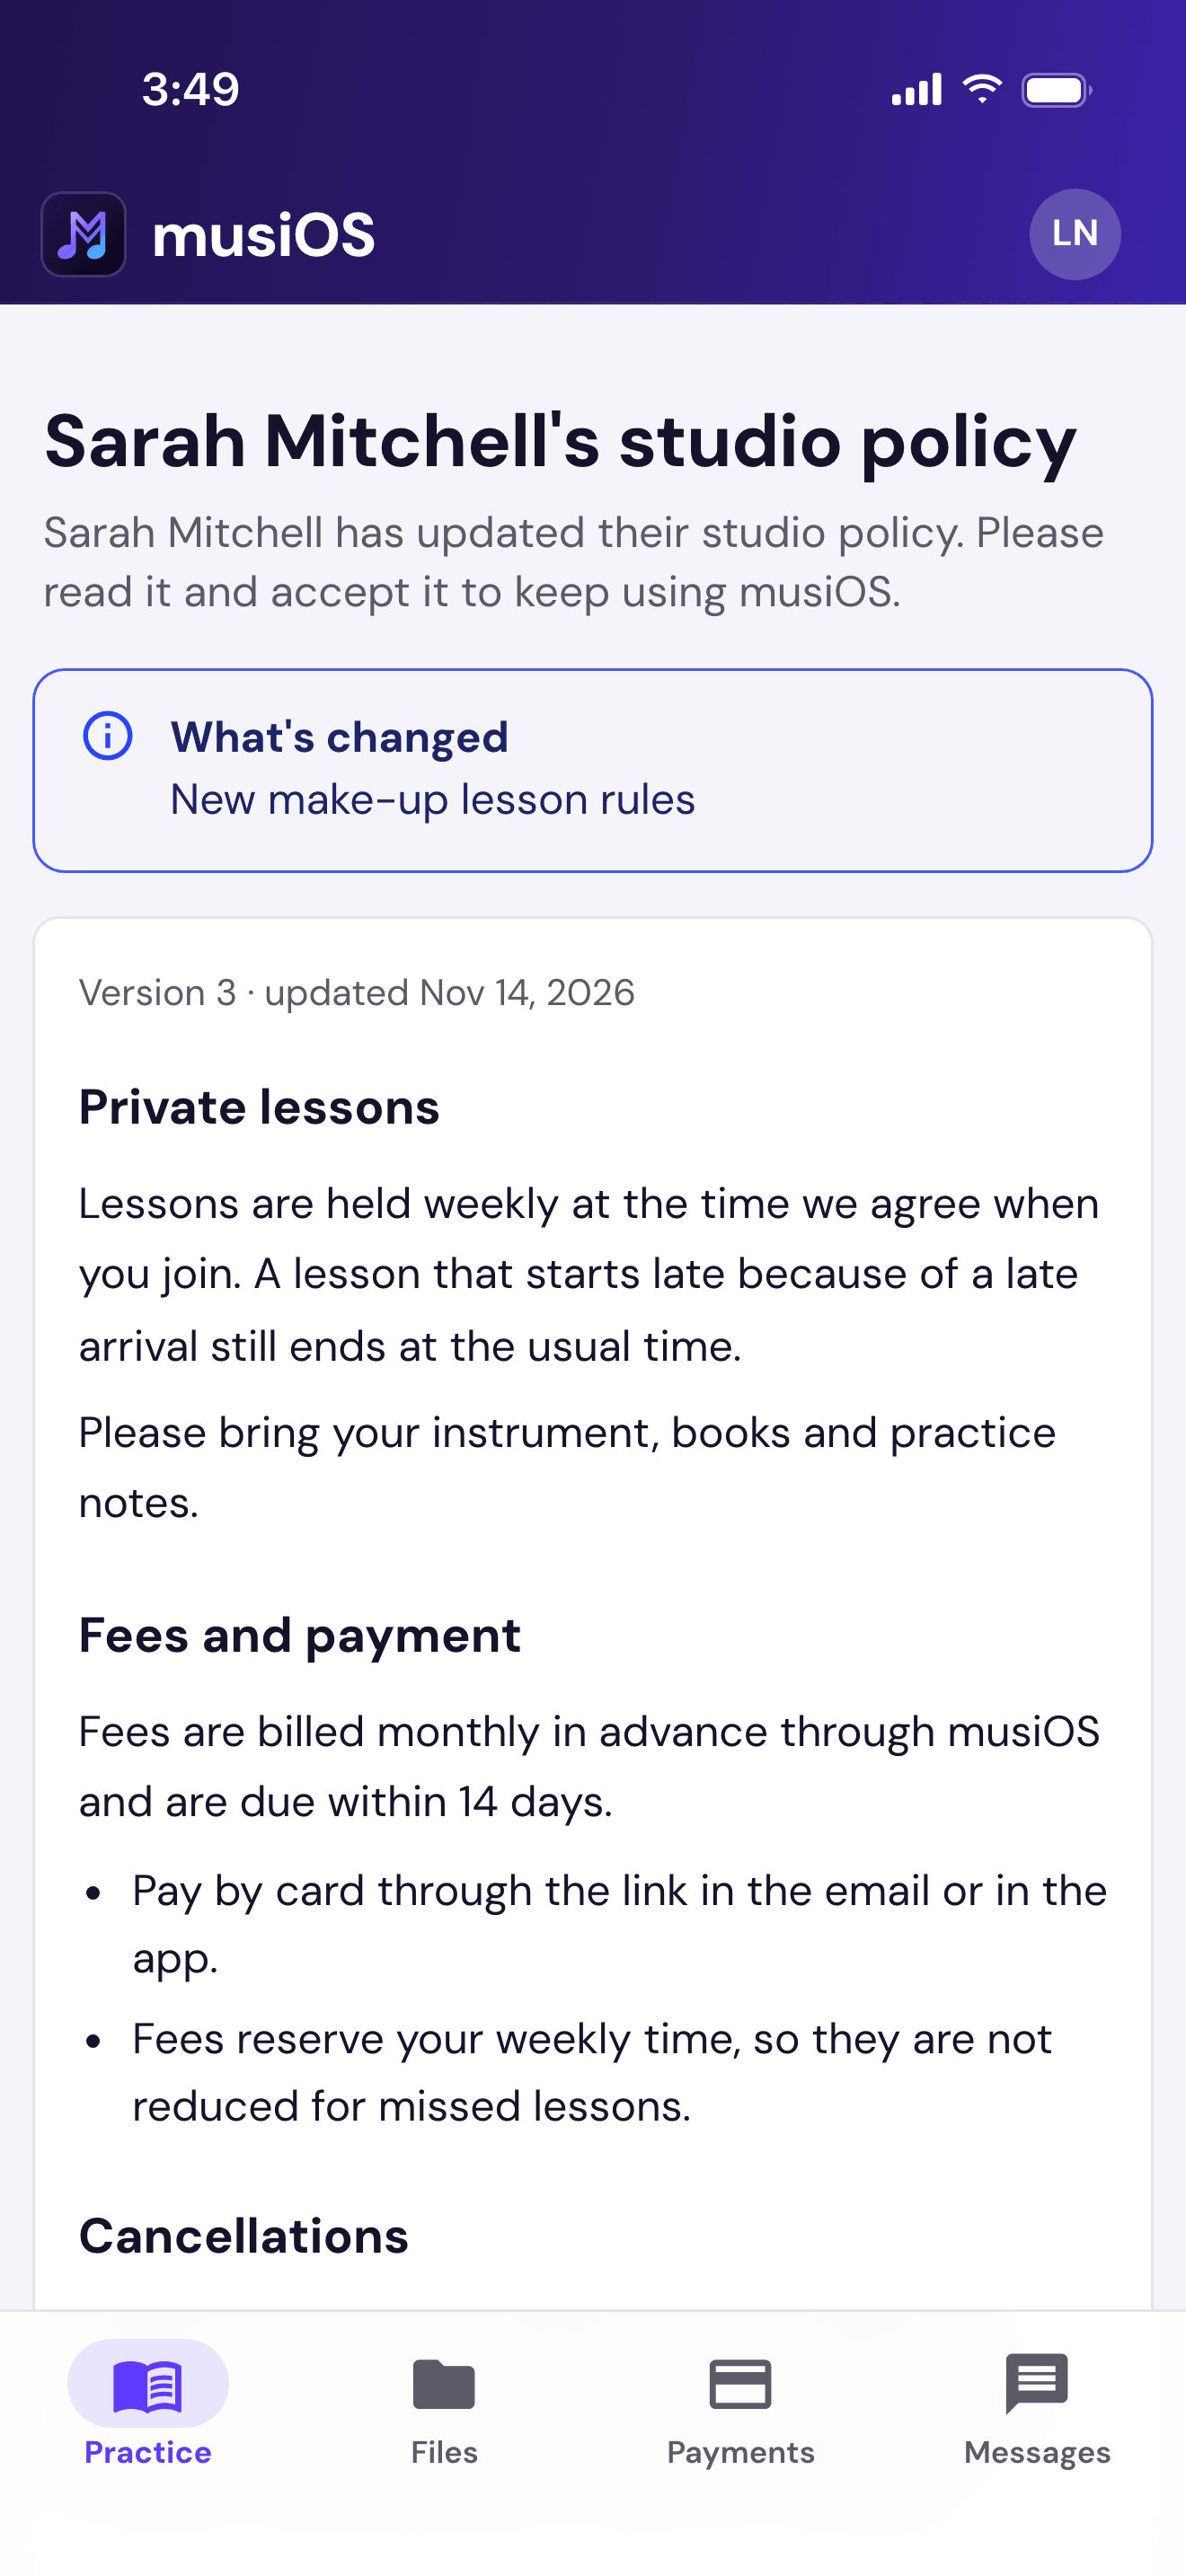 3:49
musiOS
LN
Sarah Mitchell's studio policy
Sarah Mitchell has updated their studio policy. Please
read it and accept it to keep using musiOS.
What's changed
New make-up lesson rules
Version 3 · updated Nov 14, 2026
Private lessons
Lessons are held weekly at the time we agree when
you join. A lesson that starts late because of a late
arrival still ends at the usual time.
Please bring your instrument, books and practice
notes.
Fees and payment
Fees are billed monthly in advance through musiOS
and are due within 14 days.
• Pay by card through the link in the email or in the
app.
• Fees reserve your weekly time, so they are not
reduced for missed lessons.
Cancellations
Practice
Files
Payments
Messages